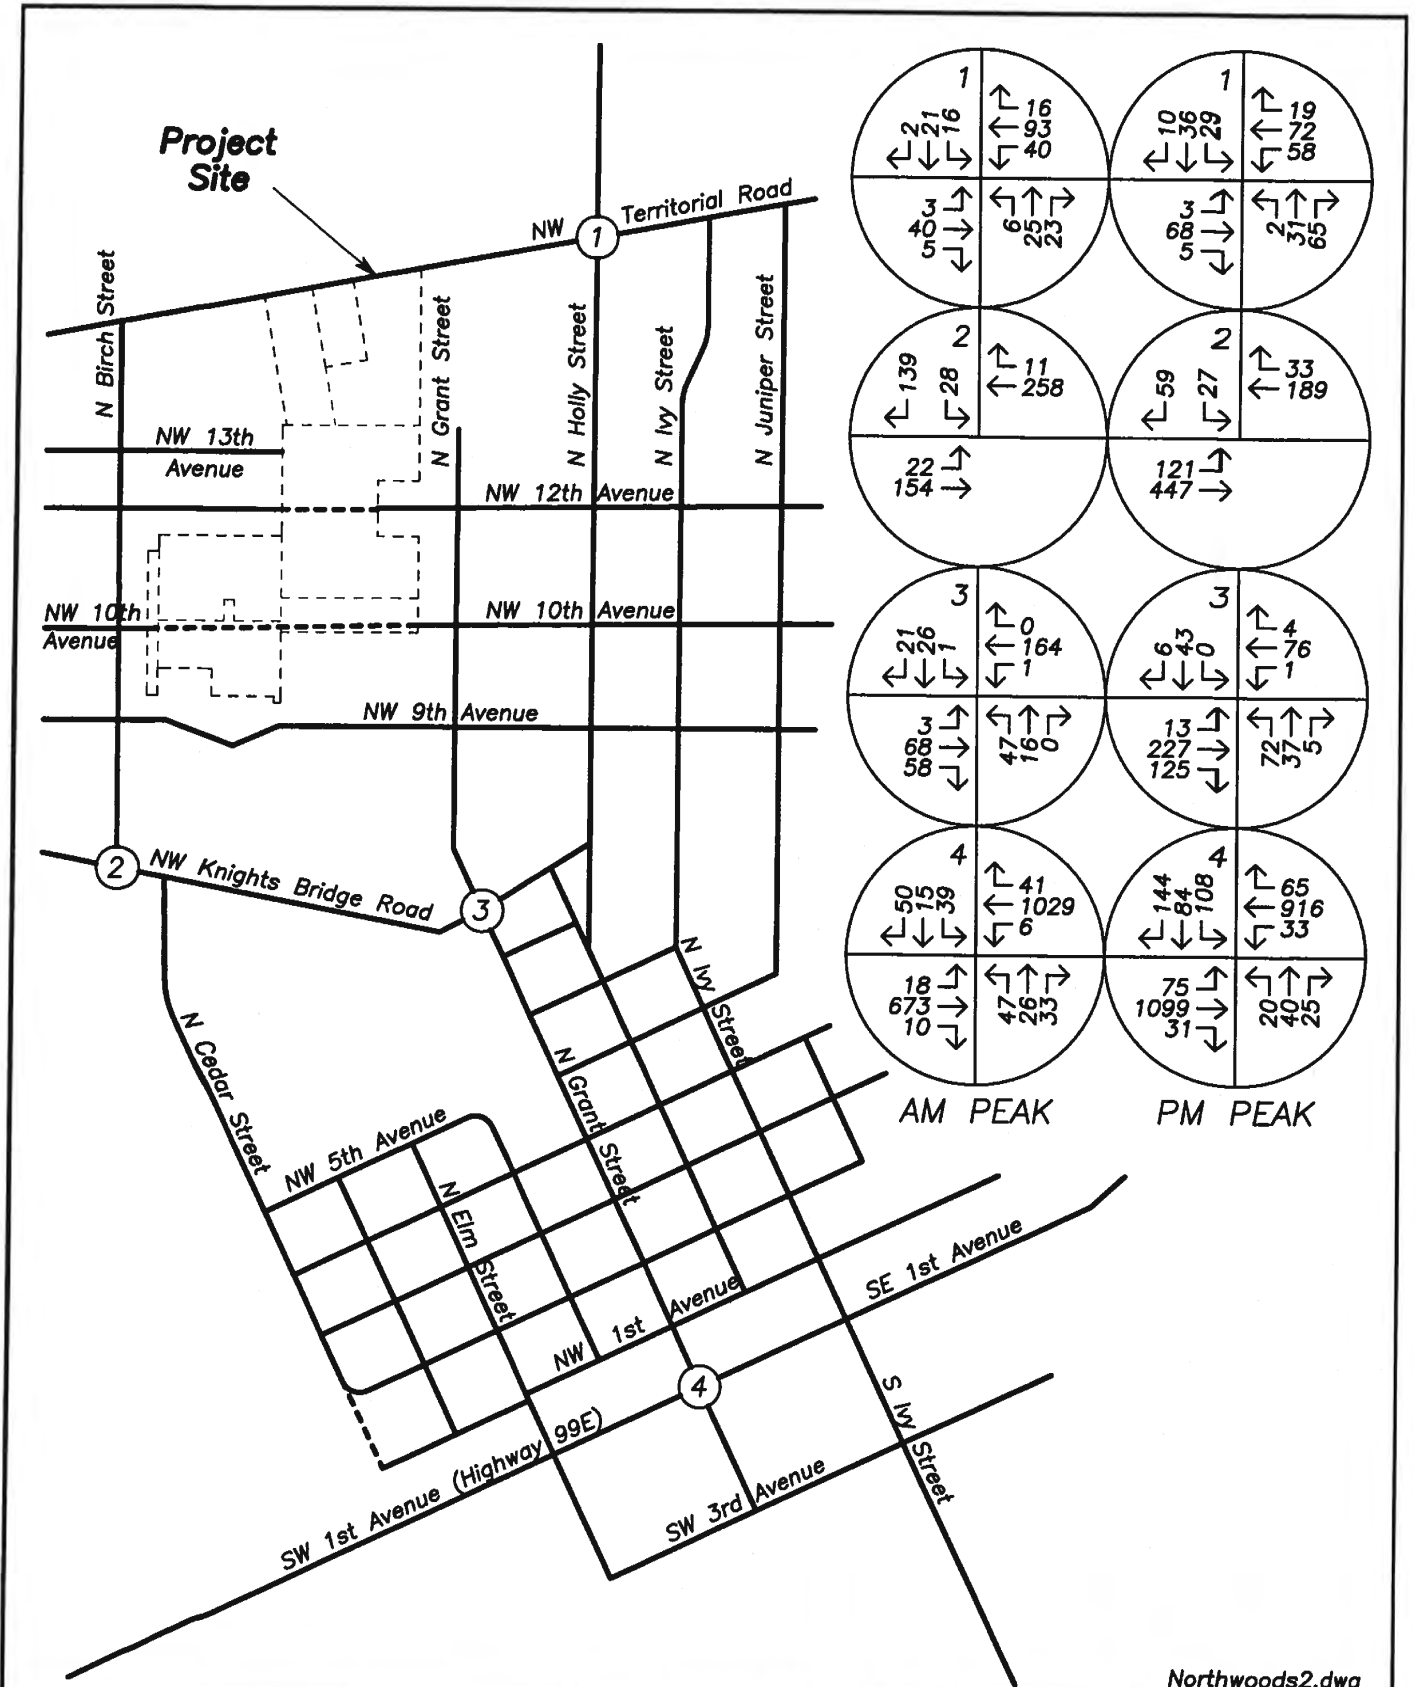 Project
Site
NW
Territorial Road
1
N Birch Street
N Grant Street
N Holly Street
N Ivy Street
N Juniper Street
NW 13th
Avenue
NW 12th Avenue
NW 10th
Avenue
NW 10th Avenue
NW 9th Avenue
2
NW Knights Bridge Road
3
N Cedar Street
N Ivy Street
N Grant Street
NW 5th Avenue
N Elm Street
NW 1st Avenue
SE 1st Avenue
4
SW 1st Avenue (Highway 99E)
SW 3rd Avenue
S Ivy Street
1
2 21 16
16
93
40
3
40
5
6 25 23
1
10 36 29
19
72
58
3
68
5
2 31 65
2
139 28
11
258
22
154
2
59 27
33
189
121
447
3
21 26 1
0
164
1
3
68
58
47 16 0
3
6 43 0
4
76
1
13
227
125
72 37 5
4
50 15 39
41
1029
6
18
673
10
47 26 33
4
144 84 108
65
916
33
75
1099
31
20 40 25
AM PEAK
PM PEAK
Northwoods2.dwg